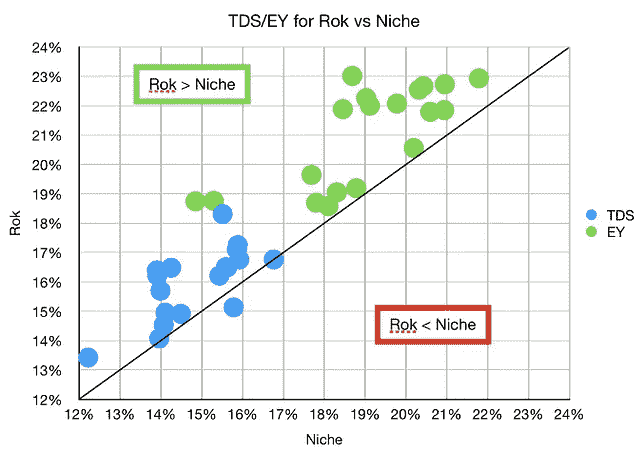 TDS/EY for Rok vs Niche
24%
23%
22%
21%
20%
19%
18%
17%
16%
15%
14%
13%
12%
Rok
Rok > Niche
Rok < Niche
TDS
EY
12% 13% 14% 15% 16% 17% 18% 19% 20% 21% 22% 23% 24%
Niche